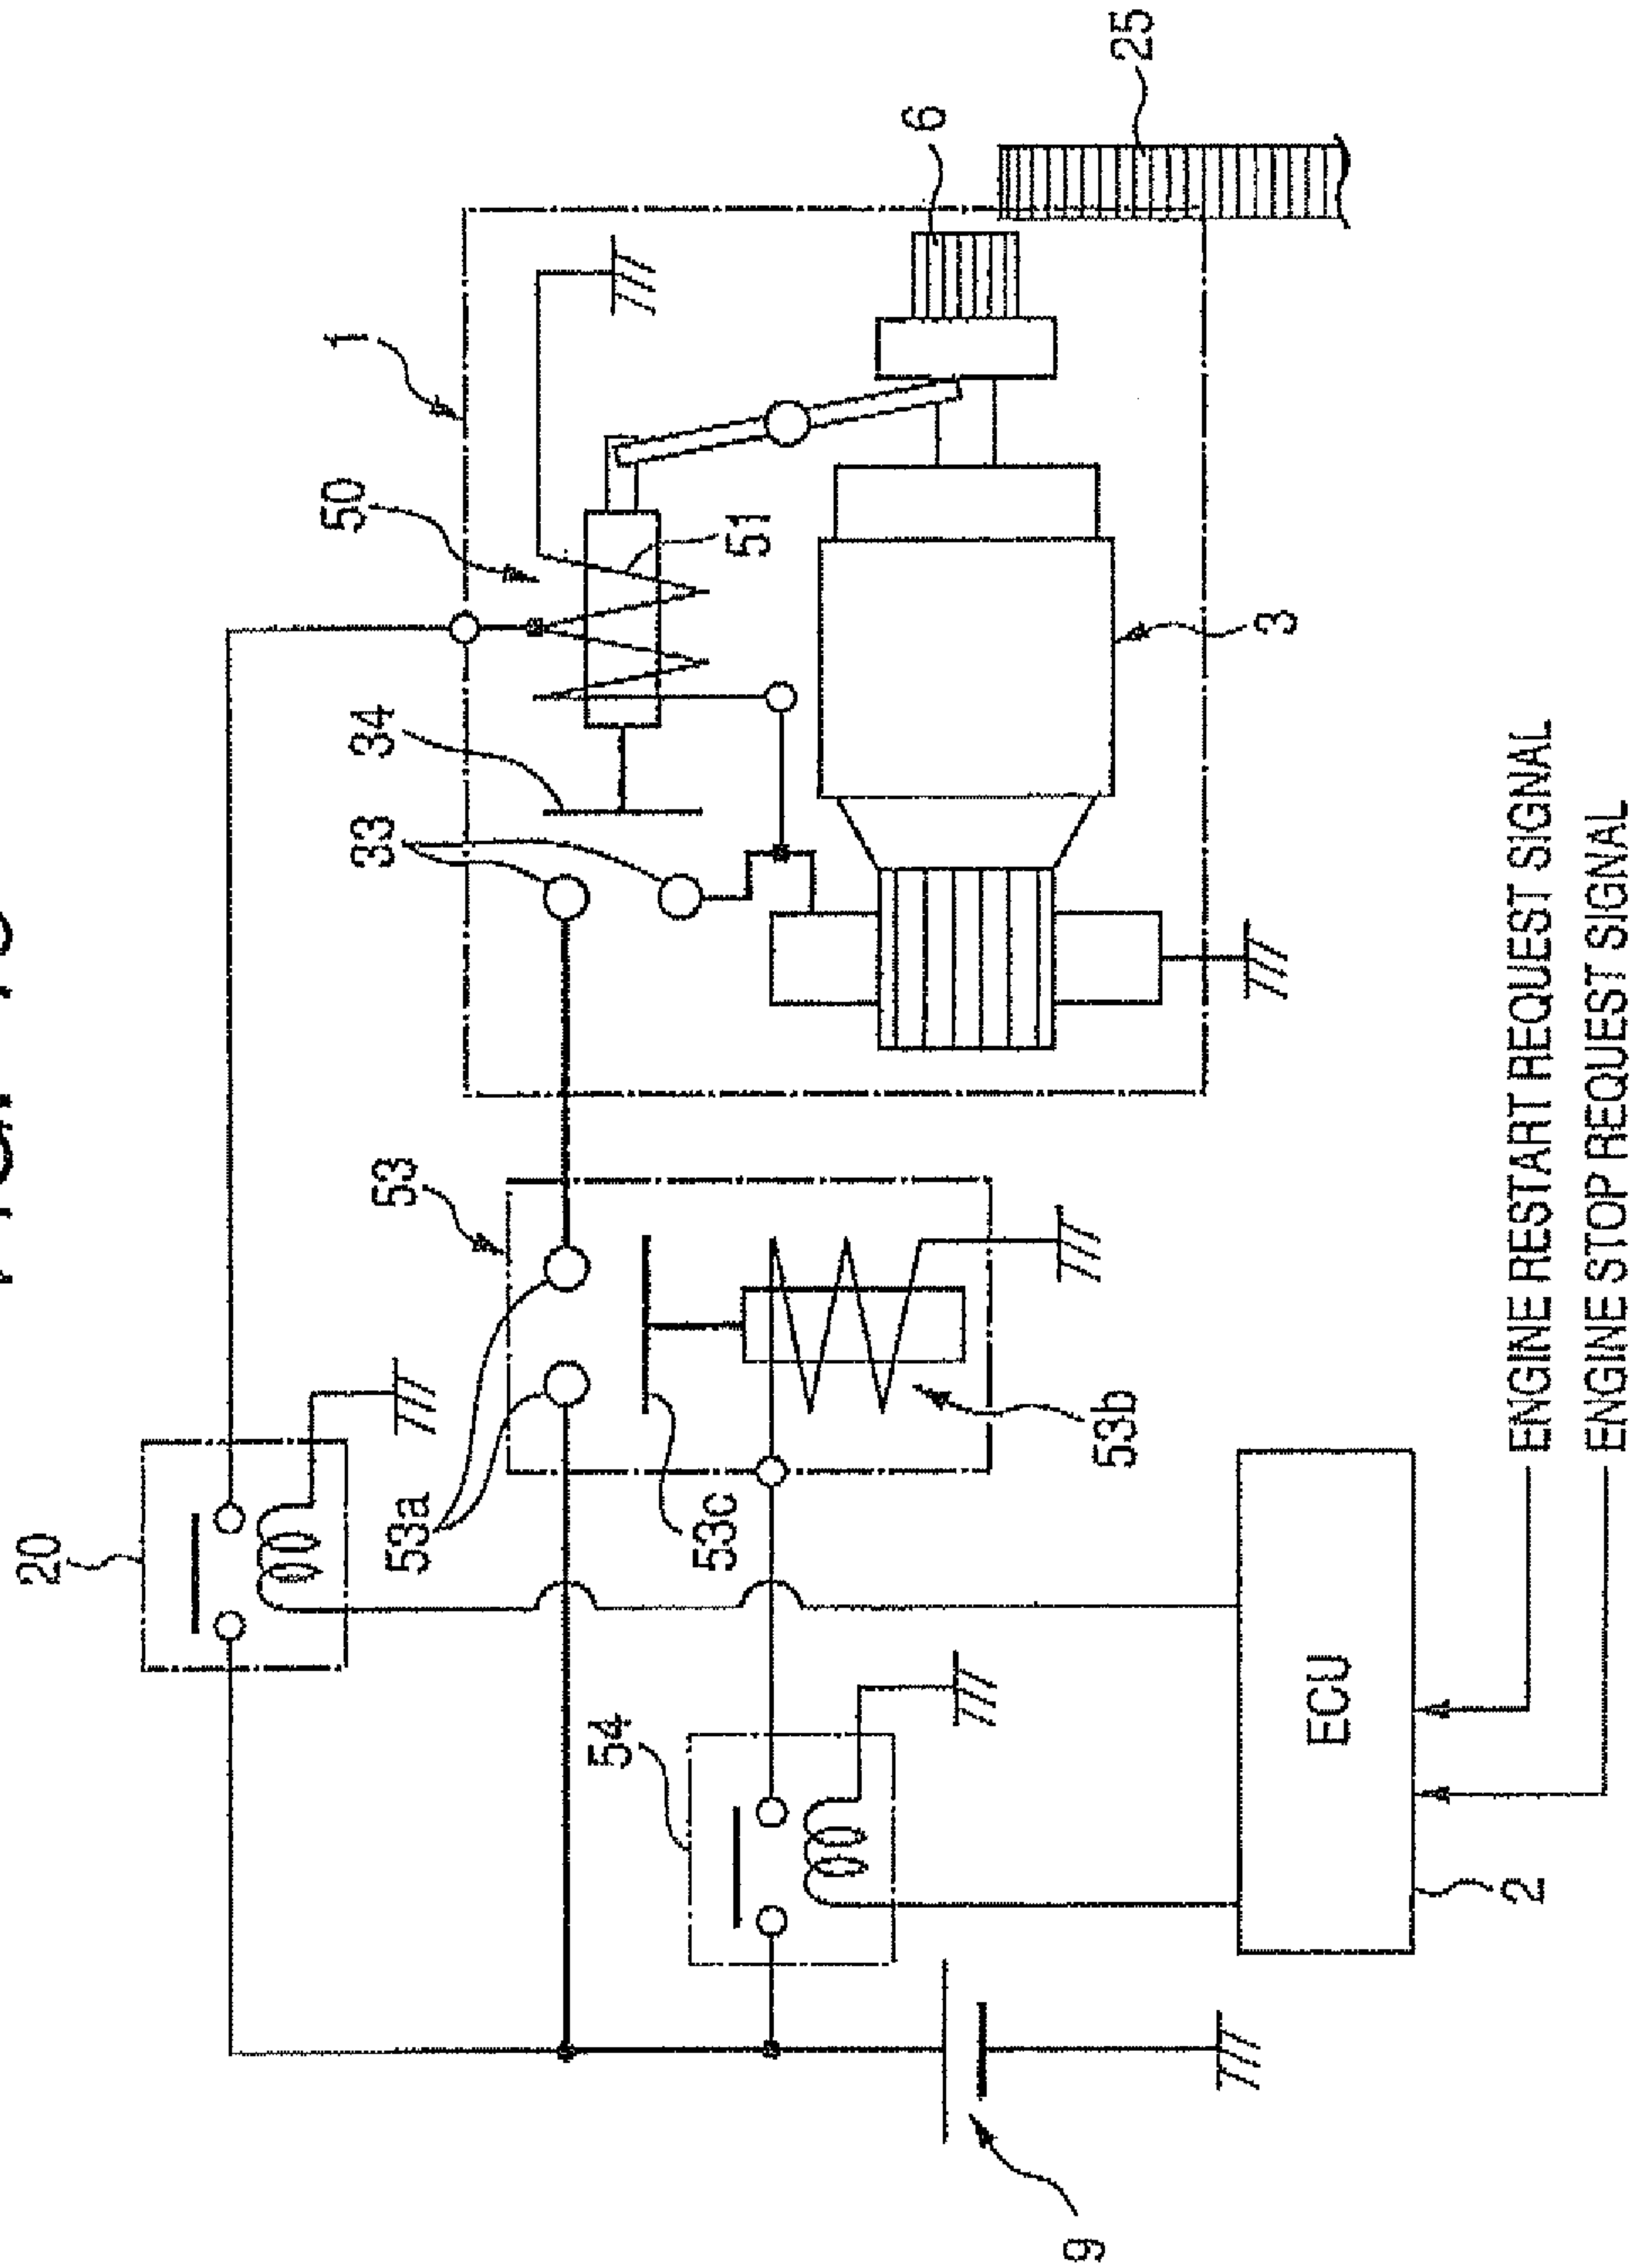 20
1
50
34
33
53
53a
54
53c
51
6
25
53b
9
3
ECU
2
ENGINE RESTART REQUEST SIGNAL
ENGINE STOP REQUEST SIGNAL